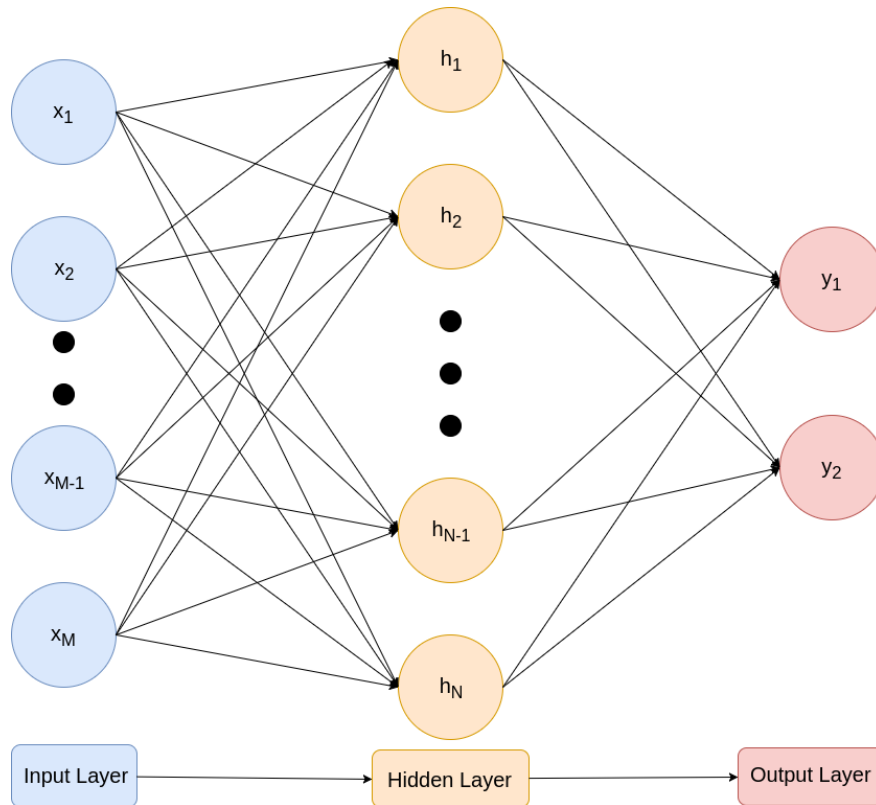 x1
x2
xM-1
xM
h1
h2
hN-1
hN
y1
y2
Input Layer
Hidden Layer
Output Layer